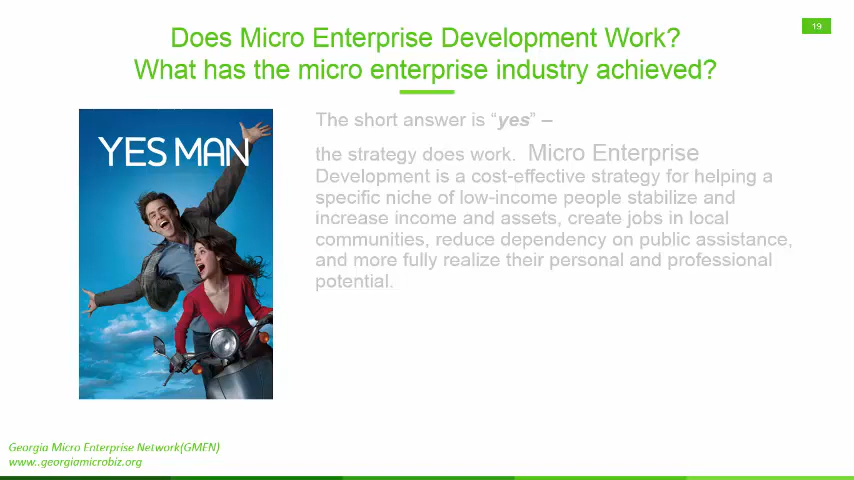 Does Micro Enterprise Development Work?
What has the micro enterprise industry achieved?
19
YES MAN
The short answer is “yes” –
the strategy does work. Micro Enterprise
Development is a cost-effective strategy for helping a
specific niche of low-income people stabilize and
increase income and assets, create jobs in local
communities, reduce dependency on public assistance,
and more fully realize their personal and professional
potential.
Georgia Micro Enterprise Network(GMEN)
www..georgiamicrobiz.org